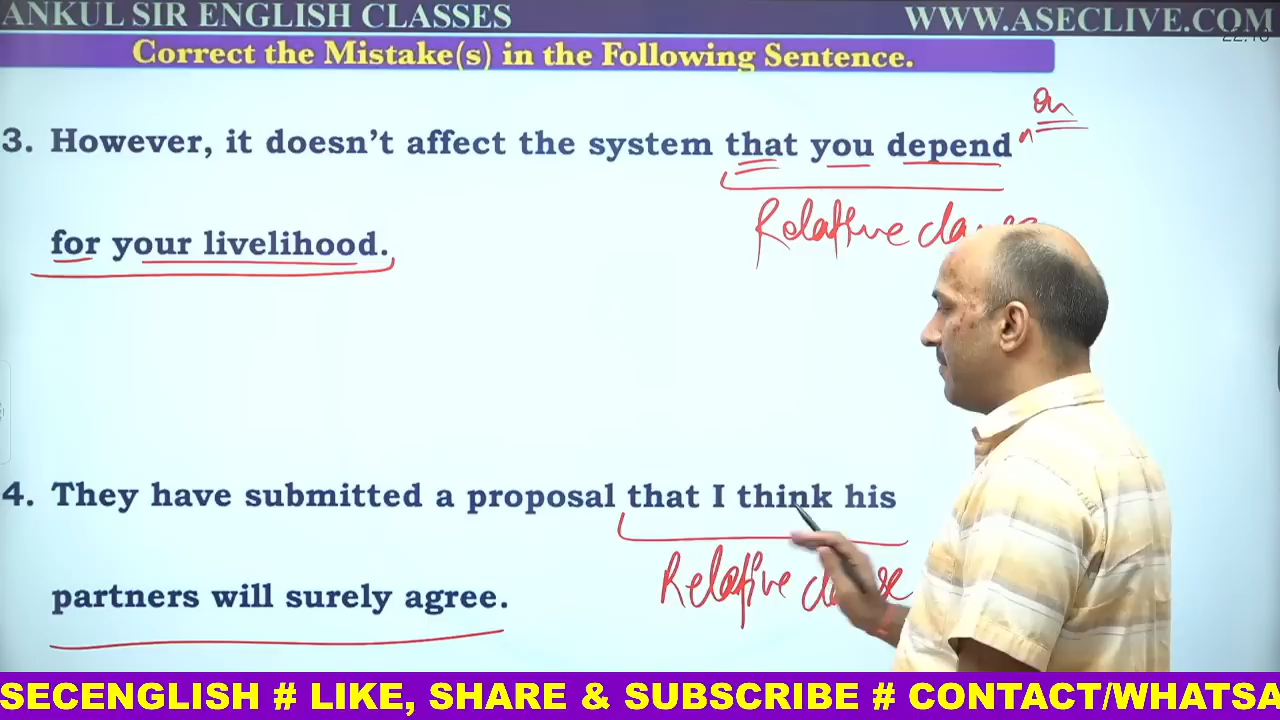 ANKUL SIR ENGLISH CLASSES
WWW.ASECLIVE.COM
Correct the Mistake(s) in the Following Sentence.
on
3. However, it doesn't affect the system that you depend
Relative clause
for your livelihood.
4. They have submitted a proposal that I think his
Relative clause
partners will surely agree.
SECENGLISH # LIKE, SHARE & SUBSCRIBE # CONTACT/WHATSA